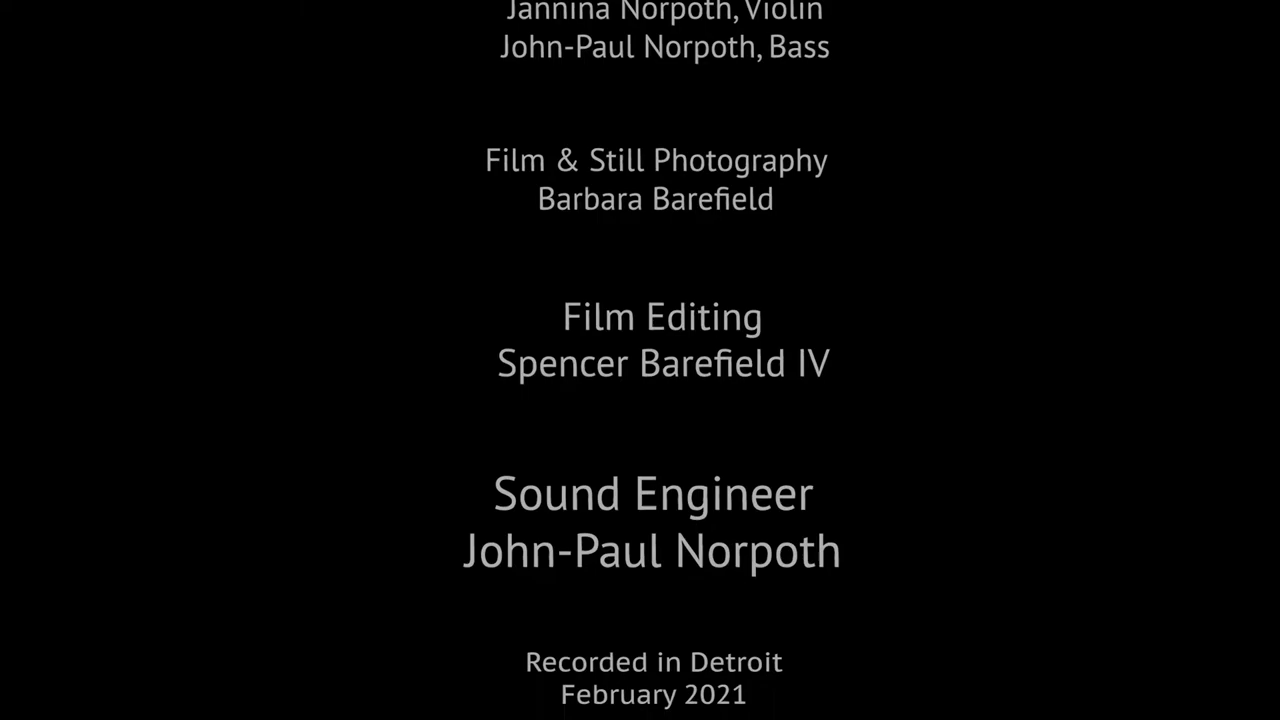 Jannina Norpoth, Violin
John-Paul Norpoth, Bass
Film & Still Photography
Barbara Barefield
Film Editing
Spencer Barefield IV
Sound Engineer
John-Paul Norpoth
Recorded in Detroit
February 2021